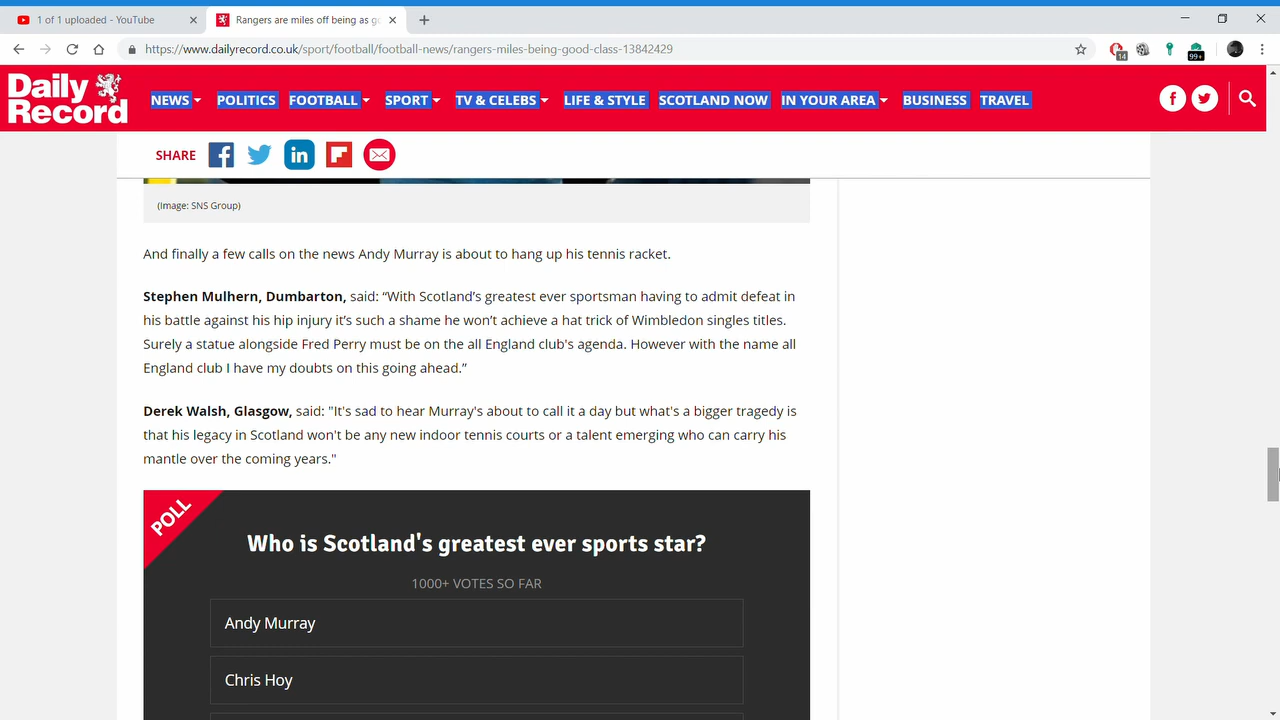 1 of 1 uploaded - YouTube
Rangers are miles off being as go
https://www.dailyrecord.co.uk/sport/football/football-news/rangers-miles-being-good-class-13842429
14
99+
Daily Record
NEWS POLITICS FOOTBALL SPORT TV & CELEBS LIFE & STYLE SCOTLAND NOW IN YOUR AREA BUSINESS TRAVEL
SHARE
(Image: SNS Group)
And finally a few calls on the news Andy Murray is about to hang up his tennis racket.
Stephen Mulhern, Dumbarton, said: “With Scotland’s greatest ever sportsman having to admit defeat in
his battle against his hip injury it’s such a shame he won’t achieve a hat trick of Wimbledon singles titles.
Surely a statue alongside Fred Perry must be on the all England club's agenda. However with the name all
England club I have my doubts on this going ahead.”
Derek Walsh, Glasgow, said: "It's sad to hear Murray's about to call it a day but what's a bigger tragedy is
that his legacy in Scotland won't be any new indoor tennis courts or a talent emerging who can carry his
mantle over the coming years."
POLL
Who is Scotland's greatest ever sports star?
1000+ VOTES SO FAR
Andy Murray
Chris Hoy